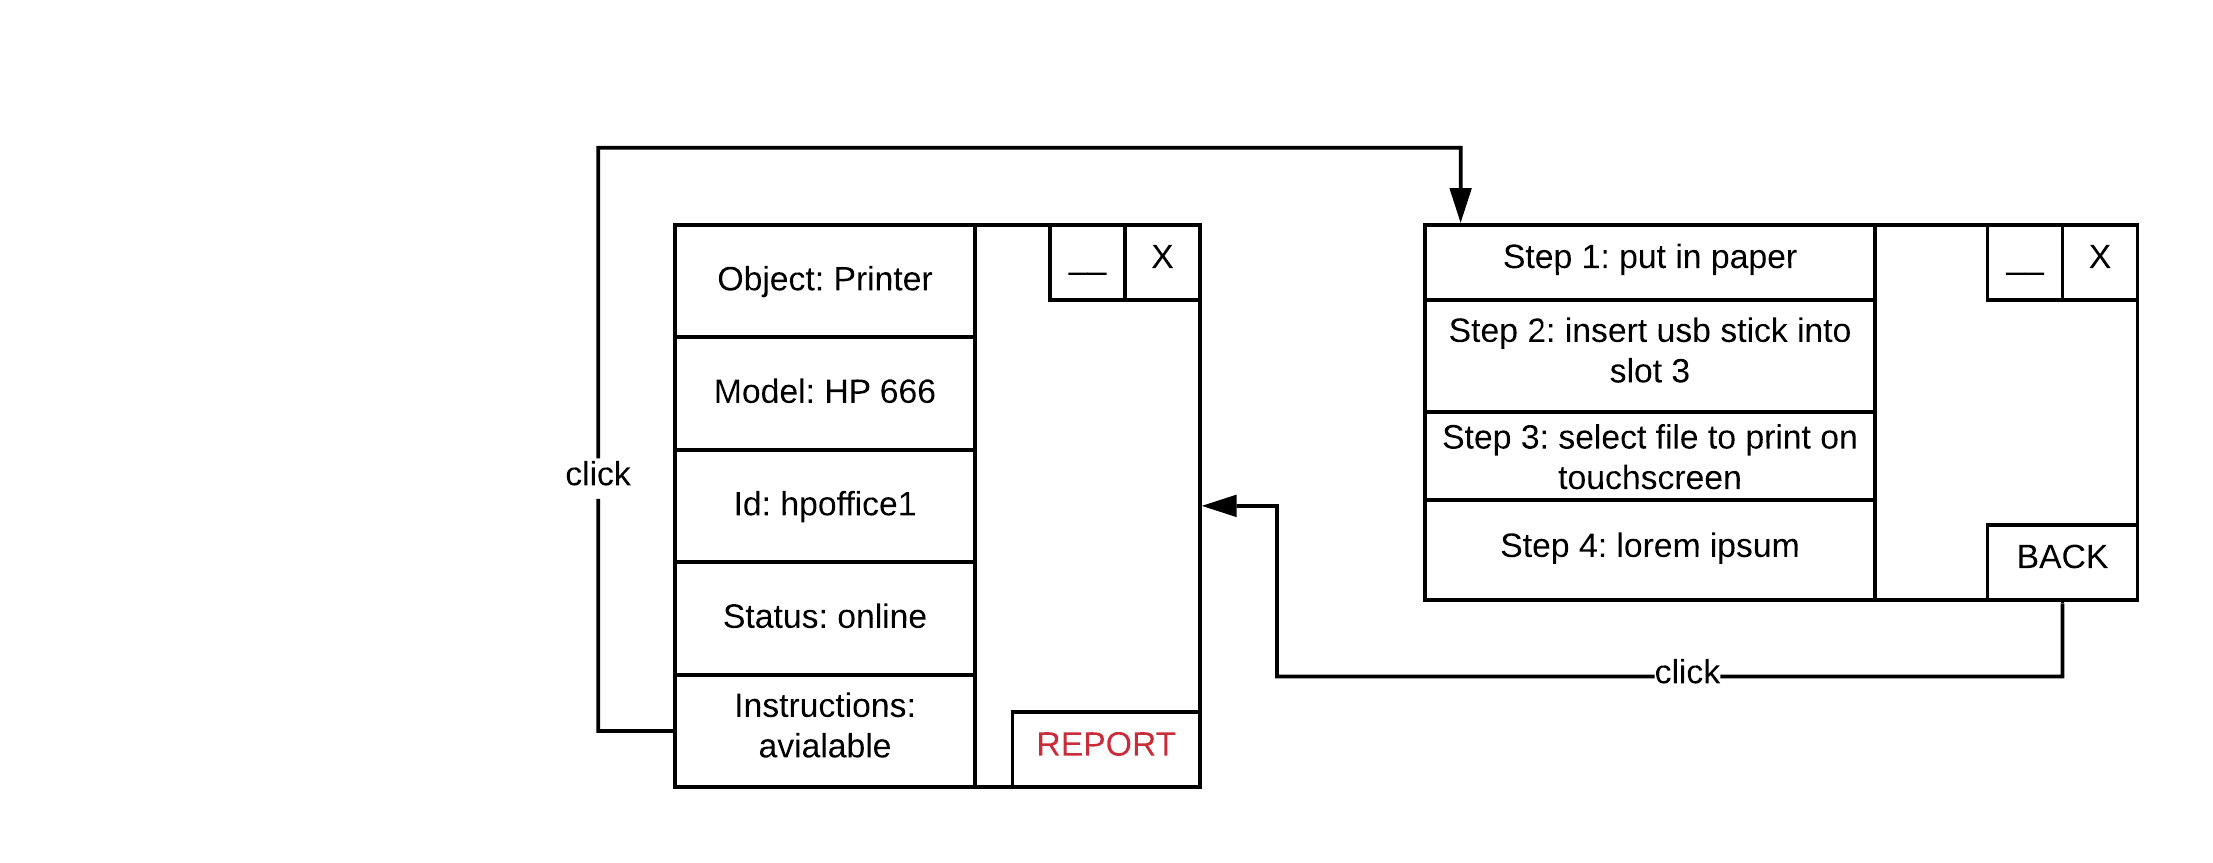 Object: Printer
Model: HP 666
Id: hpoffice1
Status: online
Instructions:
avialable
__ X
REPORT
click
Step 1: put in paper
Step 2: insert usb stick into
slot 3
Step 3: select file to print on
touchscreen
Step 4: lorem ipsum
__ X
BACK
click